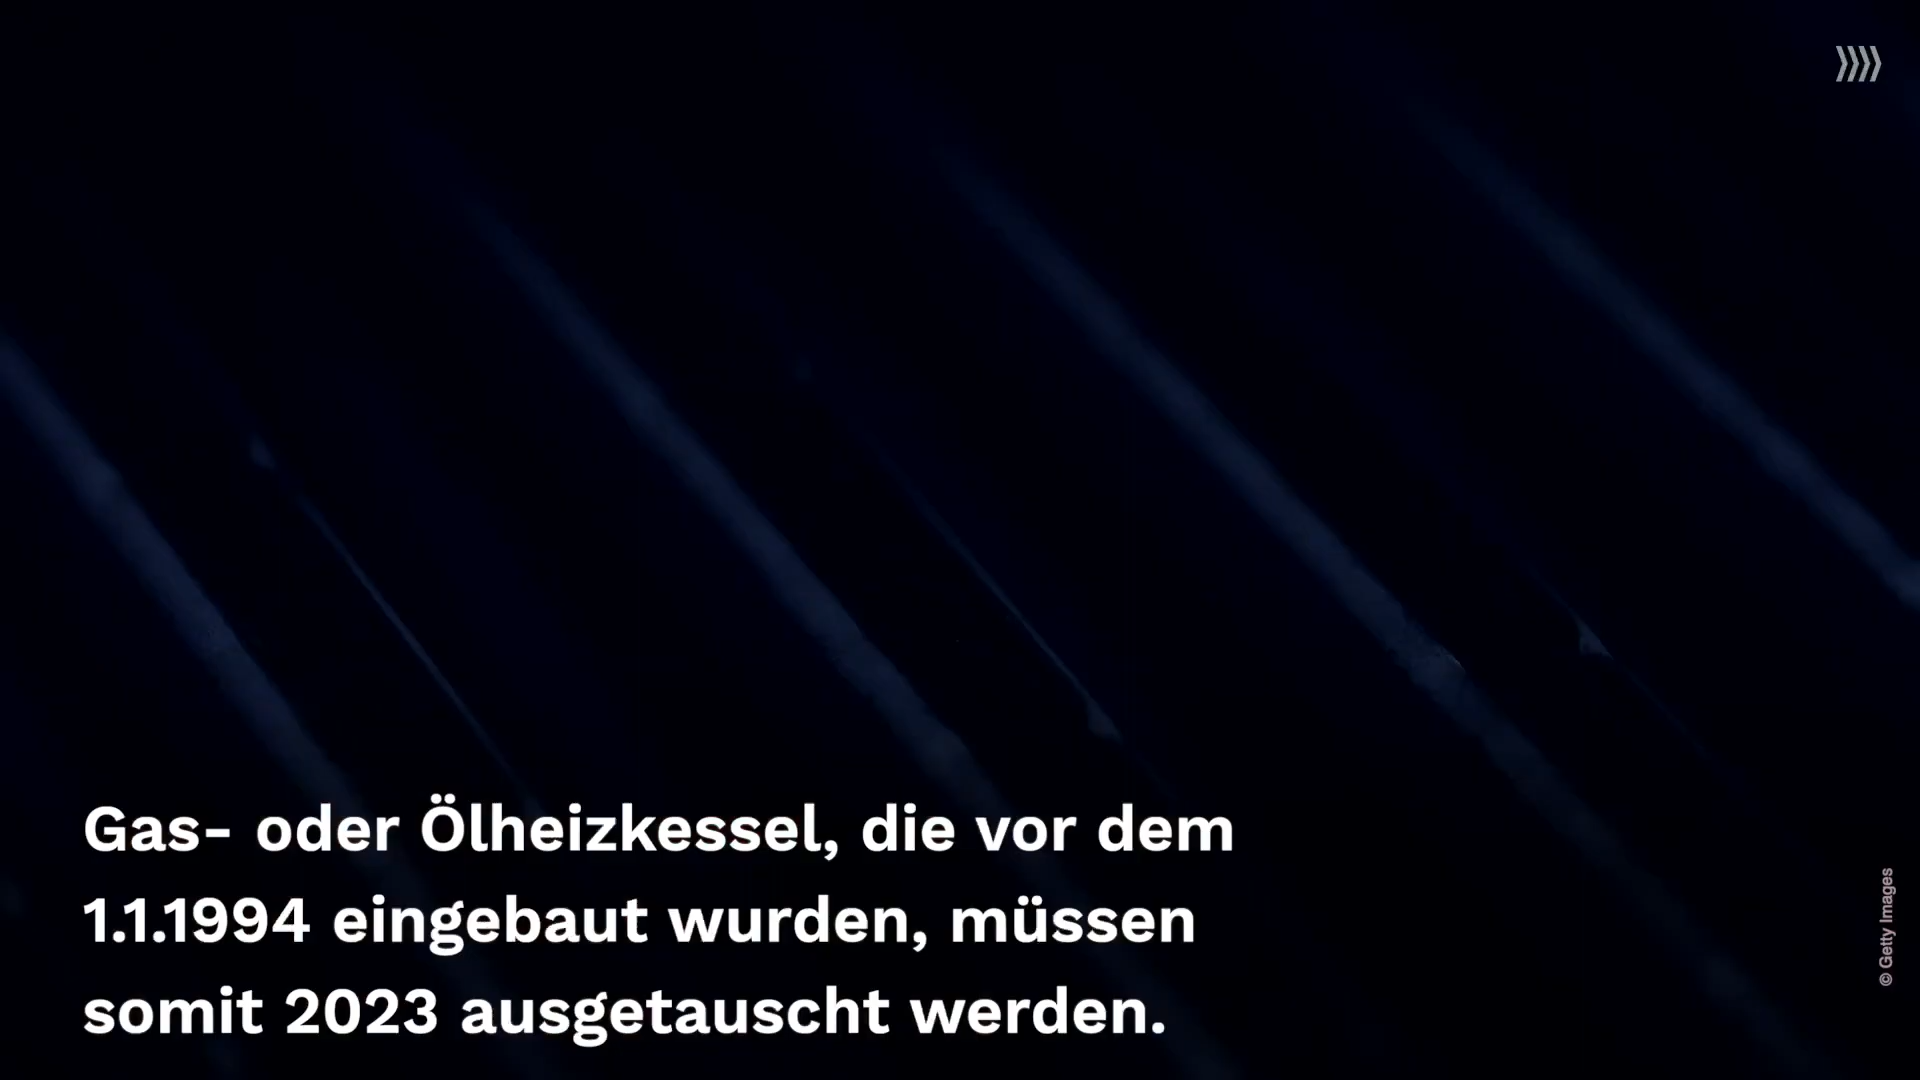 Gas- oder Ölheizkessel, die vor dem
1.1.1994 eingebaut wurden, müssen
somit 2023 ausgetauscht werden.
© Getty Images